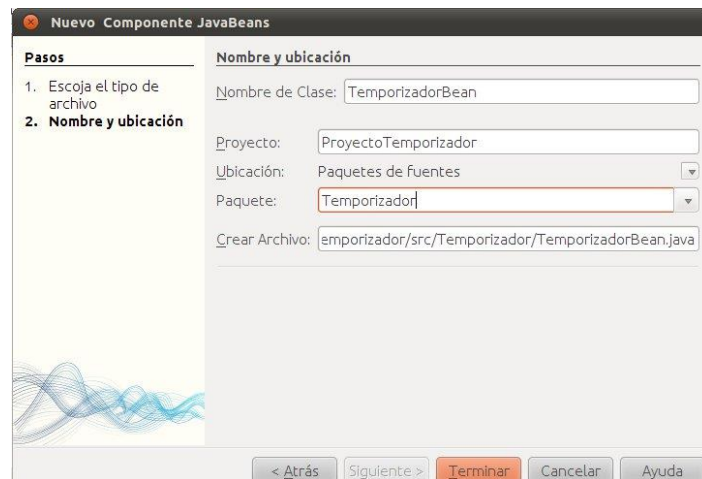 Nuevo Componente JavaBeans
Pasos
1. Escoja el tipo de
archivo
2. Nombre y ubicación
Nombre y ubicación
Nombre de Clase: TemporizadorBean
Proyecto: ProyectoTemporizador
Ubicación: Paquetes de fuentes
Paquete: Temporizador
Crear Archivo: emporizador/src/Temporizador/TemporizadorBean.java
< Atrás Siguiente > Terminar Cancelar Ayuda